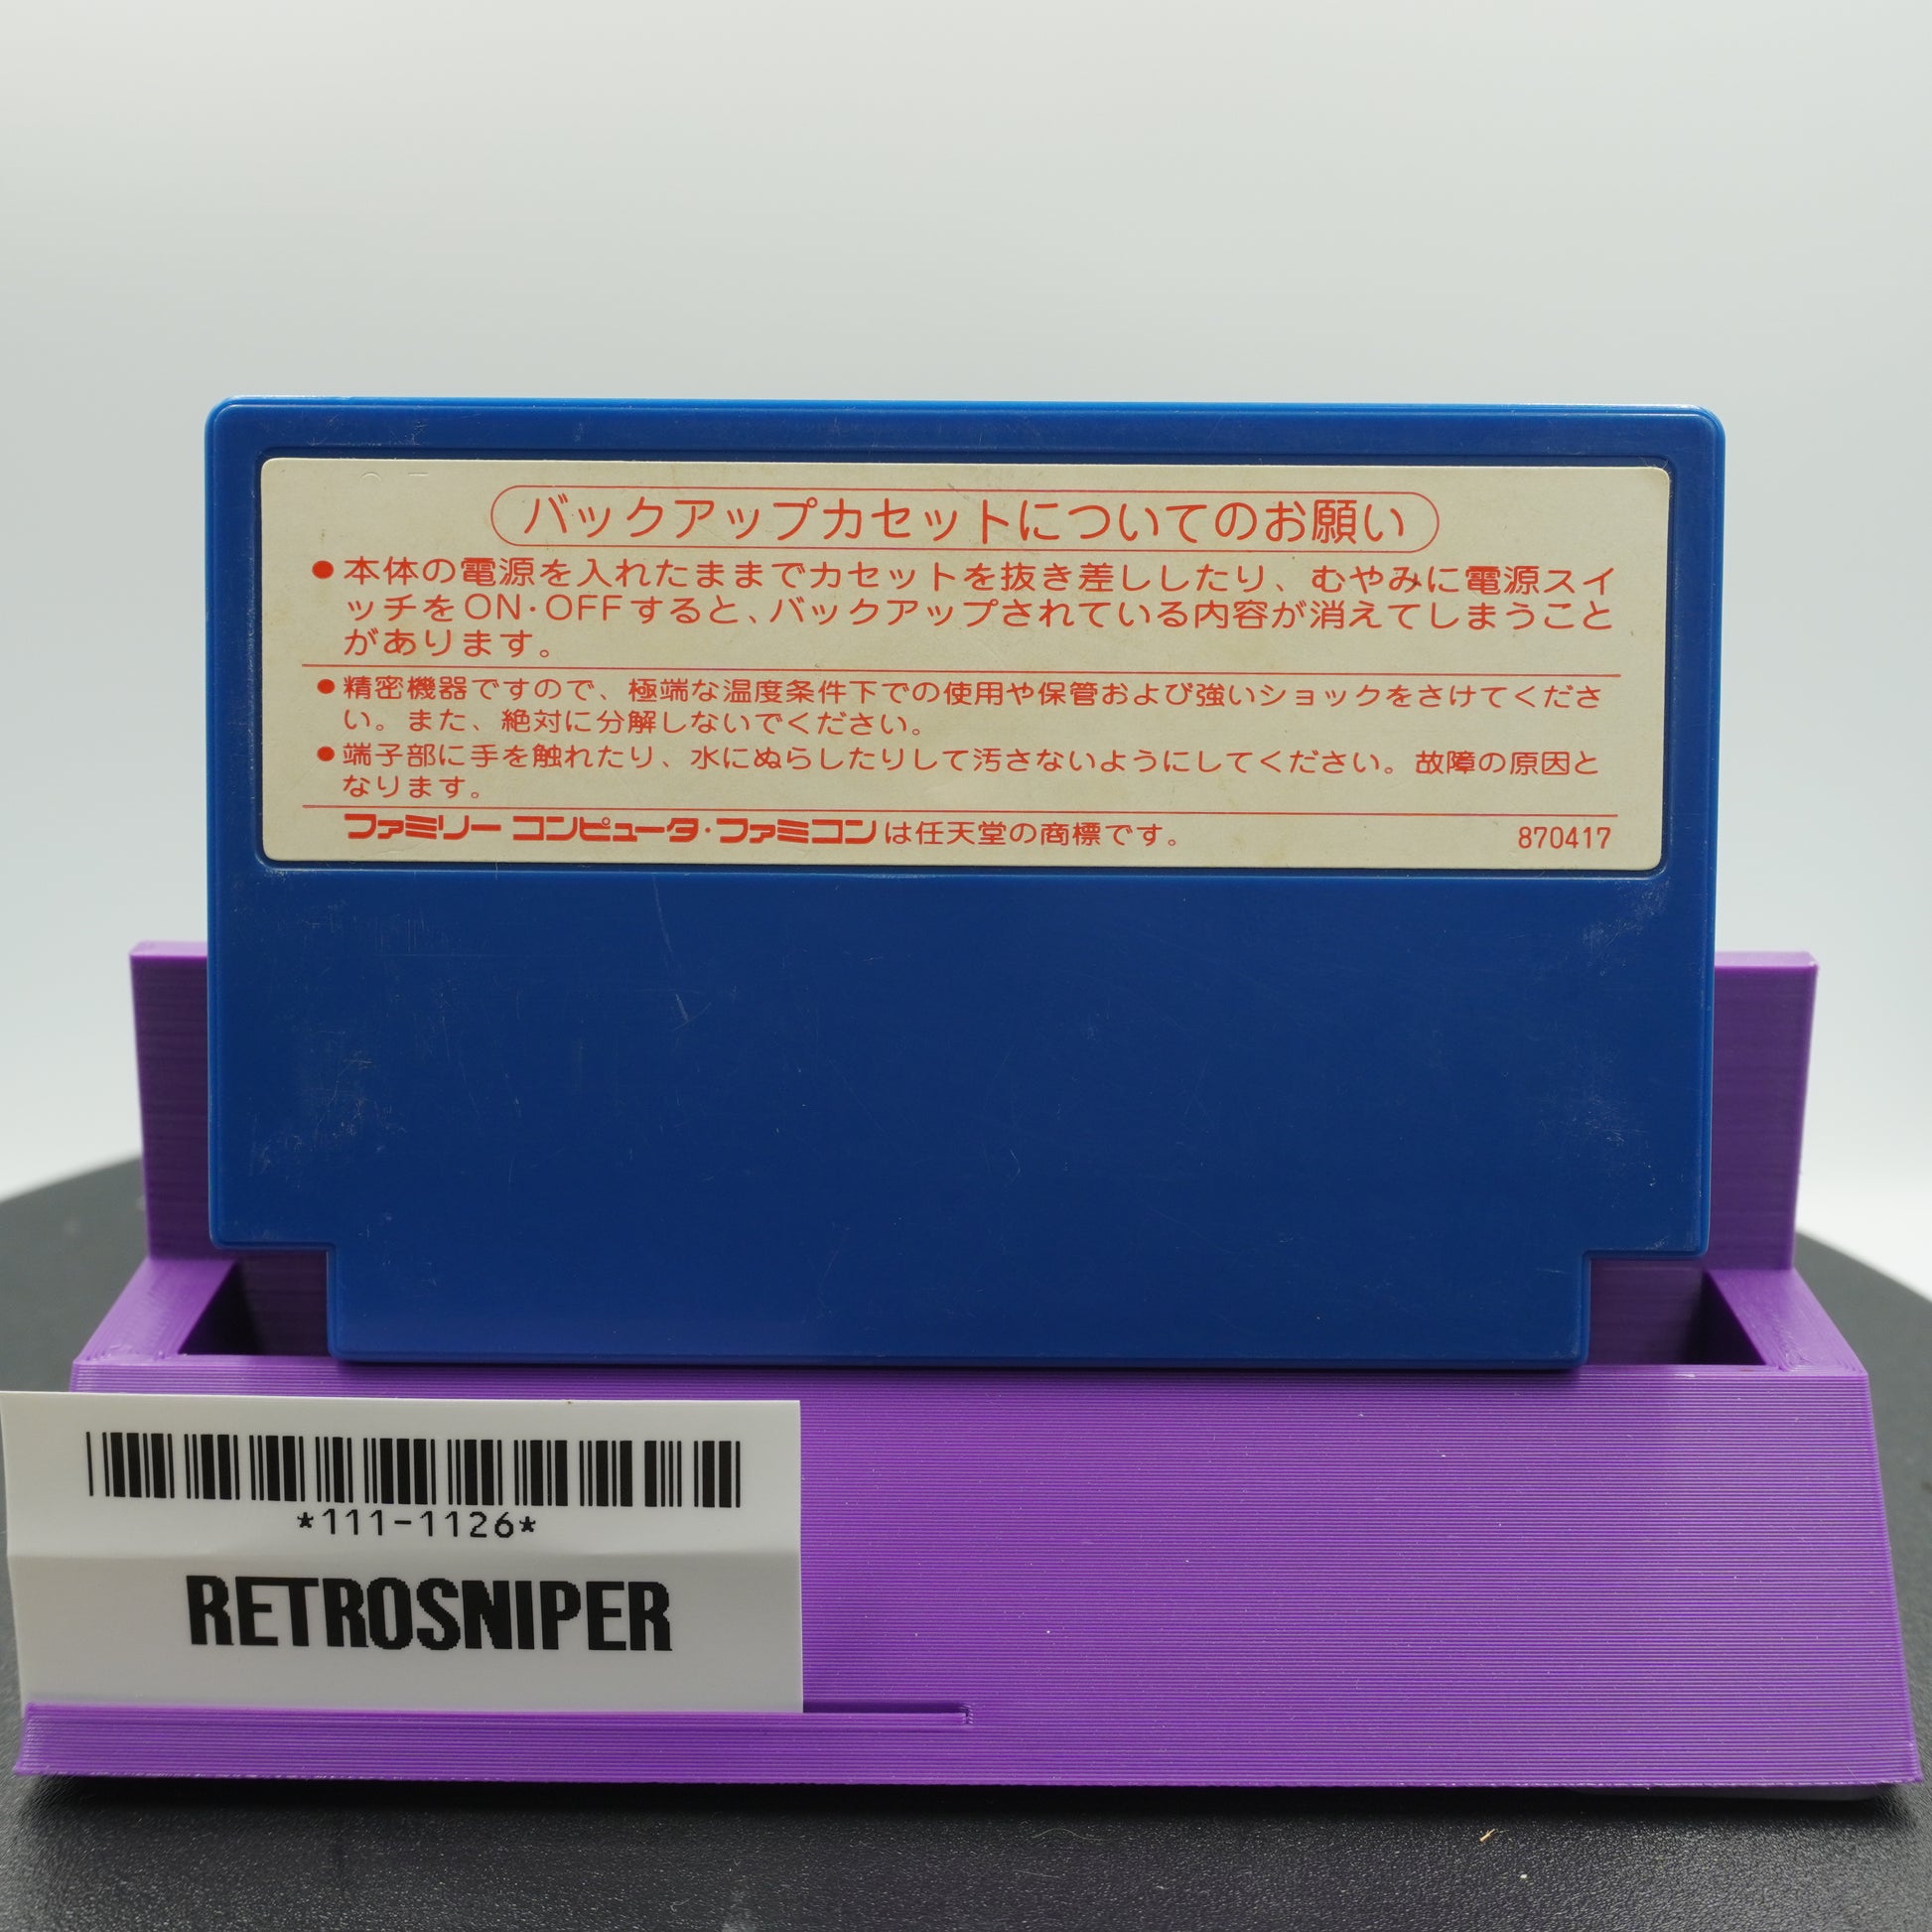 バックアップカセットについてのお願い
●本体の電源を入れたままでカセットを抜き差ししたり、むやみに電源スイ
ッチをON・OFFすると、バックアップされている内容が消えてしまうこと
があります。
●精密機器ですので、極端な温度条件下での使用や保管および強いショックをさけてくださ
い。また、絶対に分解しないでください。
●端子部に手を触れたり、水にぬらしたりして汚さないようにしてください。故障の原因と
なります。
ファミリーコンピュータ・ファミコンは任天堂の商標です。 870417
*111-1126*
RETROSNIPER